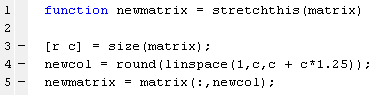 1 function newmatrix = stretchthis(matrix)
2
3 – [r c] = size(matrix);
4 – newcol = round(linspace(1,c,c + c*1.25));
5 – newmatrix = matrix(:,newcol);